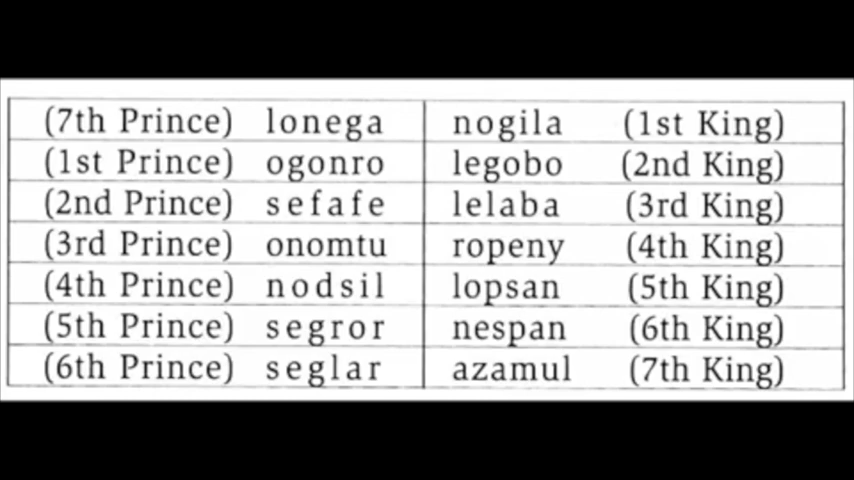 (7th Prince) lonega nogila (1st King)
(1st Prince) ogonro legobo (2nd King)
(2nd Prince) sefafe lelaba (3rd King)
(3rd Prince) onomtu ropeny (4th King)
(4th Prince) nodsil lopsan (5th King)
(5th Prince) segror nespan (6th King)
(6th Prince) seglar azamul (7th King)